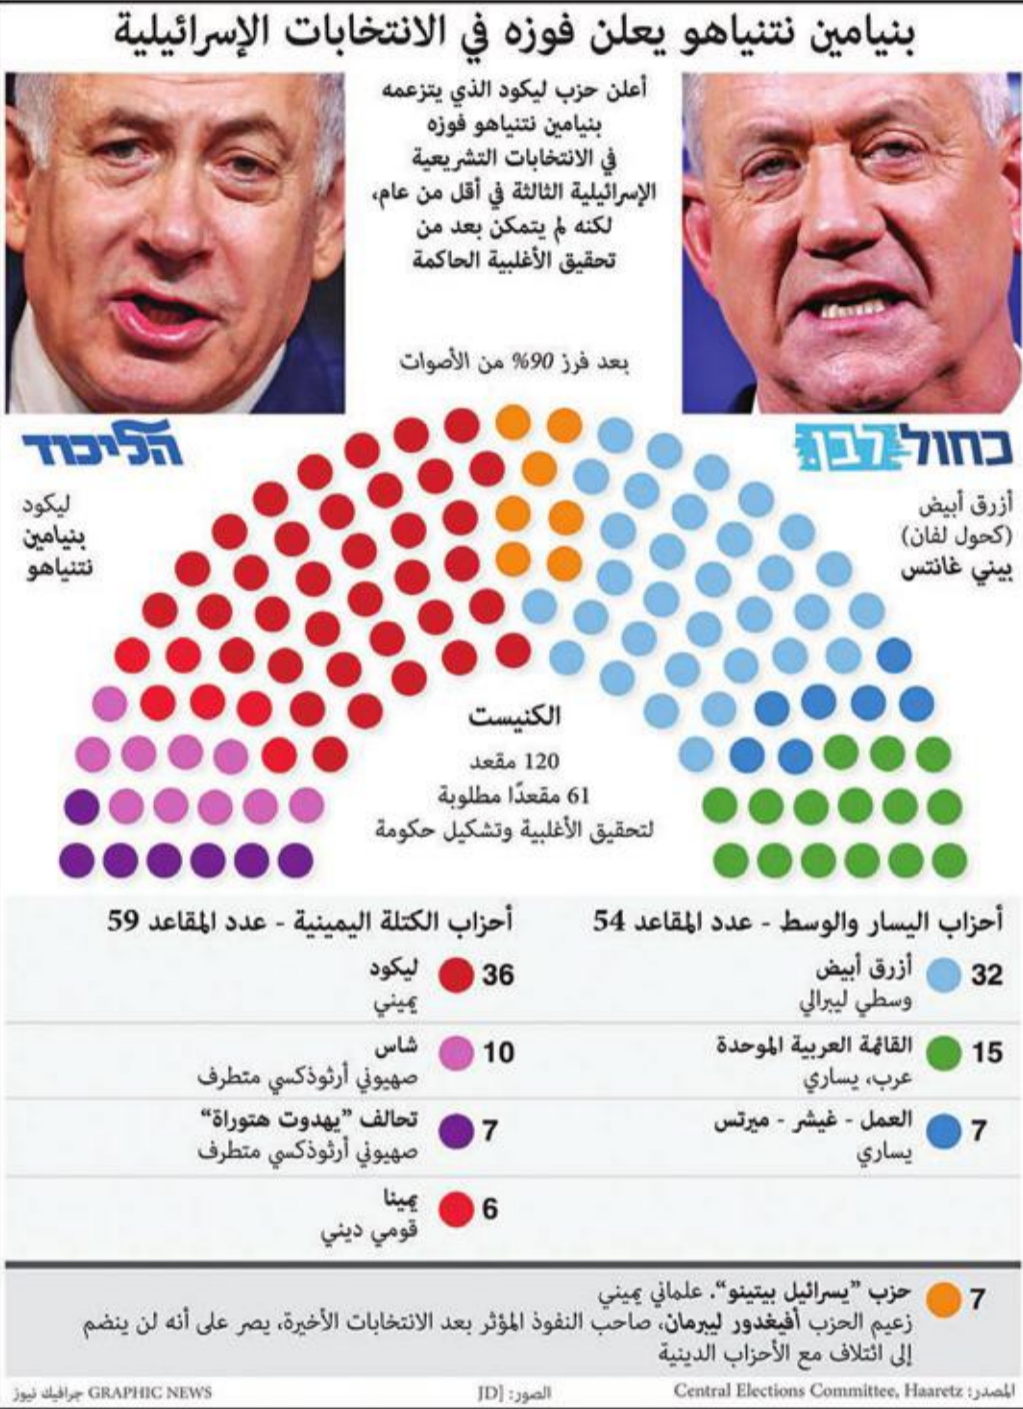 بنيامين نتنياهو يعلن فوزه في الانتخابات الإسرائيلية
أعلن حزب ليكود الذي يتزعمه
بنيامين نتنياهو فوزه
في الانتخابات التشريعية
الإسرائيلية الثالثة في أقل من عام،
لكنه لم يتمكن بعد من
تحقيق الأغلبية الحاكمة
بعد فرز 90% من الأصوات
כחול לבן
أزرق أبيض
(كحول لفان)
بيني غانتس
הליכוד
ليكود
بنيامين
نتنياهو
الكنيست
120 مقعد
61 مقعدًا مطلوبة
لتحقيق الأغلبية وتشكيل حكومة
أحزاب اليسار والوسط - عدد المقاعد 54
32 أزرق أبيض
وسطي ليبرالي
15 القائمة العربية الموحدة
عرب، يساري
7 العمل - غيشر - ميرتس
يساري
أحزاب الكتلة اليمينية - عدد المقاعد 59
36 ليكود
يميني
10 شاس
صهيوني أرثوذكسي متطرف
7 تحالف ”يهدوت هتوراة“
صهيوني أرثوذكسي متطرف
6 يمينا
قومي ديني
7 حزب ”يسرائيل بيتينو“. علماني يميني
زعيم الحزب أفيغدور ليبرمان، صاحب النفوذ المؤثر بعد الانتخابات الأخيرة، يصر على أنه لن ينضم
إلى ائتلاف مع الأحزاب الدينية
المصدر: Central Elections Committee, Haaretz
الصور: [JD
GRAPHIC NEWS جرافيك نيوز